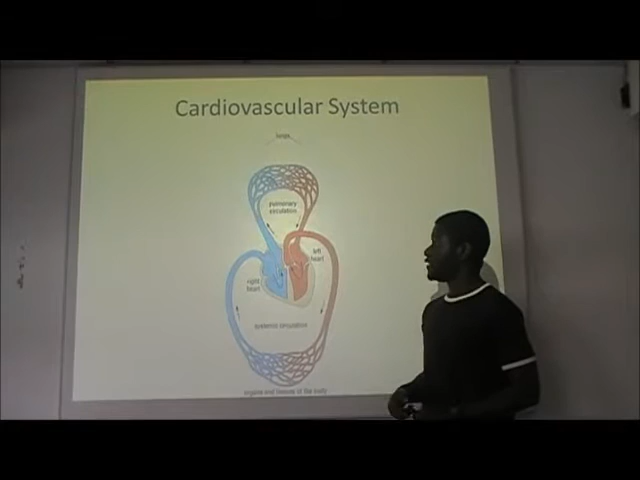 Cardiovascular System
lungs
pulmonary
circulation
left
heart
right
heart
systemic circulation
organs and tissues of the body